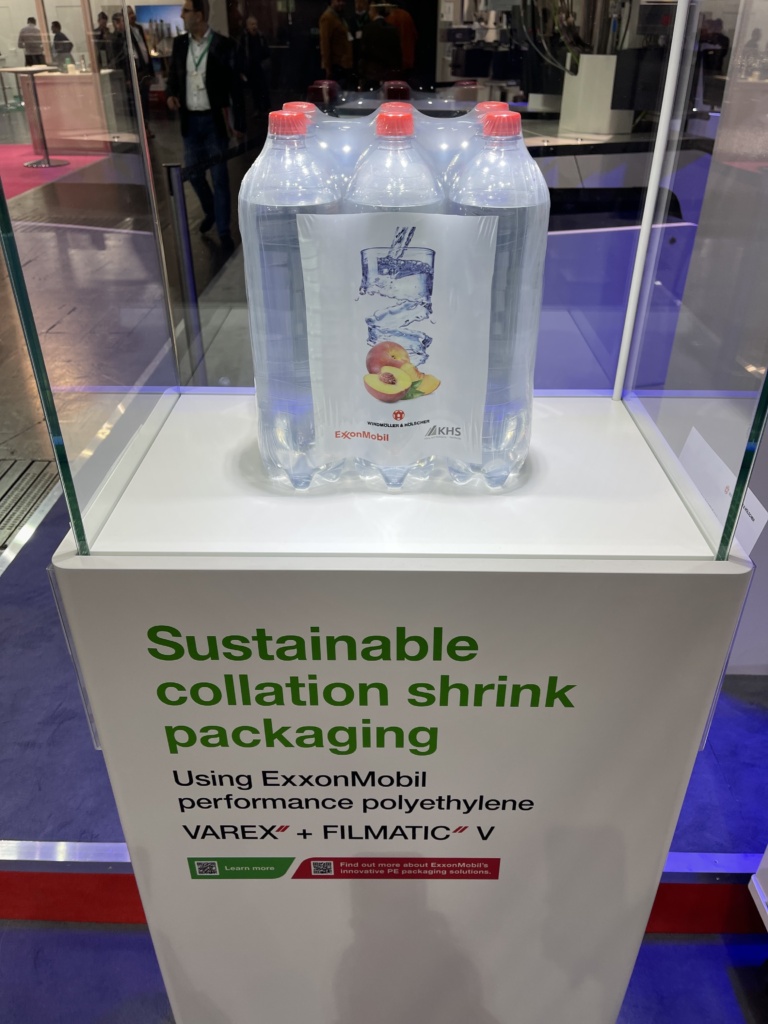 WINDMÖLLER & HÖLSCHER
ExxonMobil
KHS
Sustainable
collation shrink
packaging
Using ExxonMobil
performance polyethylene
VAREX" + FILMATIC" V
Learn more
Find out more about ExxonMobil's
innovative PE packaging solutions.